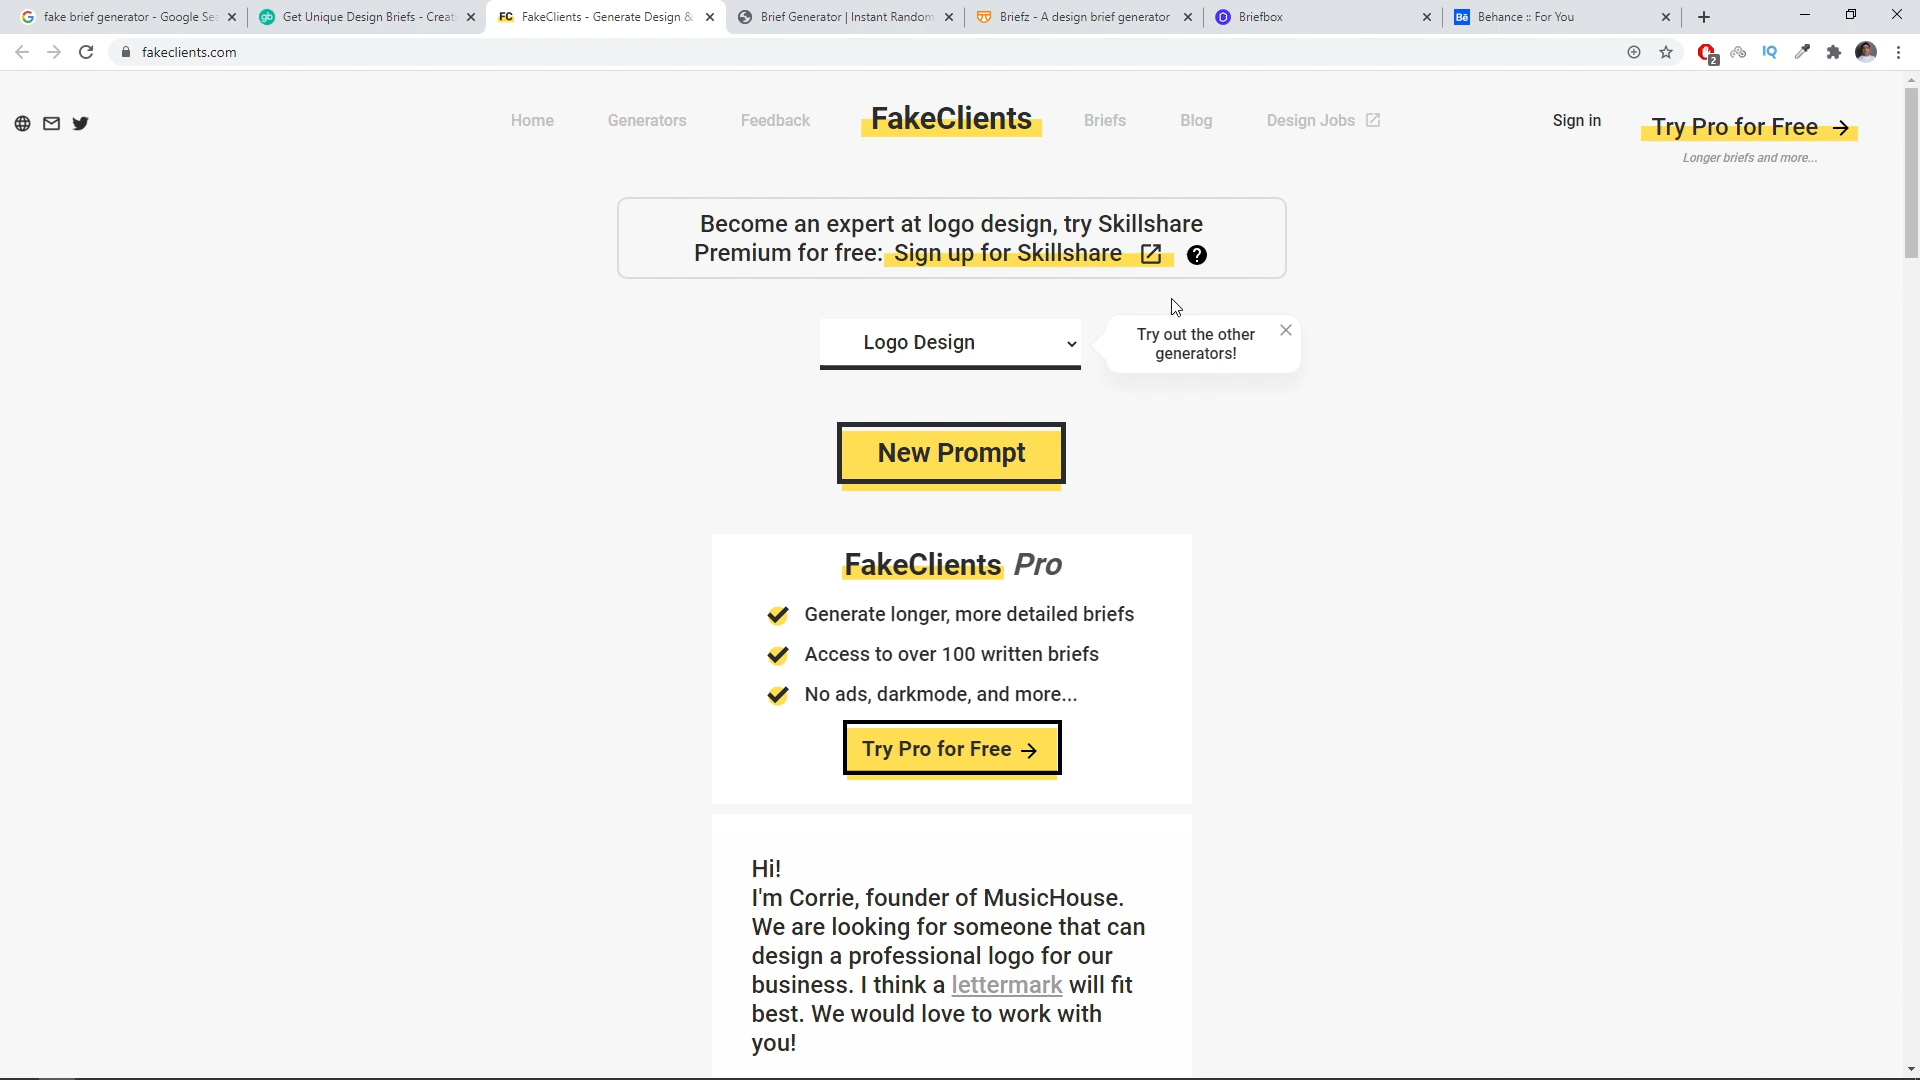 fake brief generator - Google Se
Get Unique Design Briefs - Creati
FC
FakeClients - Generate Design &
Brief Generator | Instant Random
Briefz - A design brief generator
Briefbox
Bē
Behance :: For You
fakeclients.com
2
IQ
Home
Generators
Feedback
FakeClients
Briefs
Blog
Design Jobs
Sign in
Try Pro for Free →
Longer briefs and more...
Become an expert at logo design, try Skillshare
Premium for free: Sign up for Skillshare ?
Logo Design
Try out the other
generators!
New Prompt
FakeClients Pro
Generate longer, more detailed briefs
Access to over 100 written briefs
No ads, darkmode, and more...
Try Pro for Free →
Hi!
I'm Corrie, founder of MusicHouse.
We are looking for someone that can
design a professional logo for our
business. I think a lettermark will fit
best. We would love to work with
you!